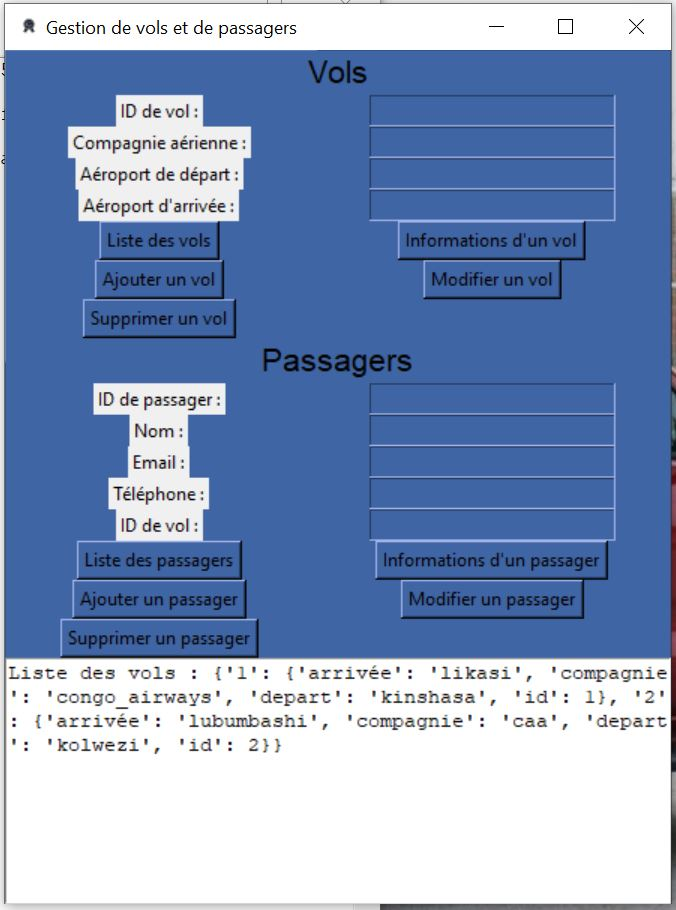 Gestion de vols et de passagers
Vols
ID de vol :
Compagnie aérienne :
Aéroport de départ :
Aéroport d'arrivée :
Liste des vols Informations d'un vol
Ajouter un vol Modifier un vol
Supprimer un vol
Passagers
ID de passager :
Nom :
Email :
Téléphone :
ID de vol :
Liste des passagers Informations d'un passager
Ajouter un passager Modifier un passager
Supprimer un passager
Liste des vols : {'1': {'arrivée': 'likasi', 'compagnie
': 'congo_airways', 'depart': 'kinshasa', 'id': 1}, '2'
: {'arrivée': 'lubumbashi', 'compagnie': 'caa', 'depart
': 'kolwezi', 'id': 2}}